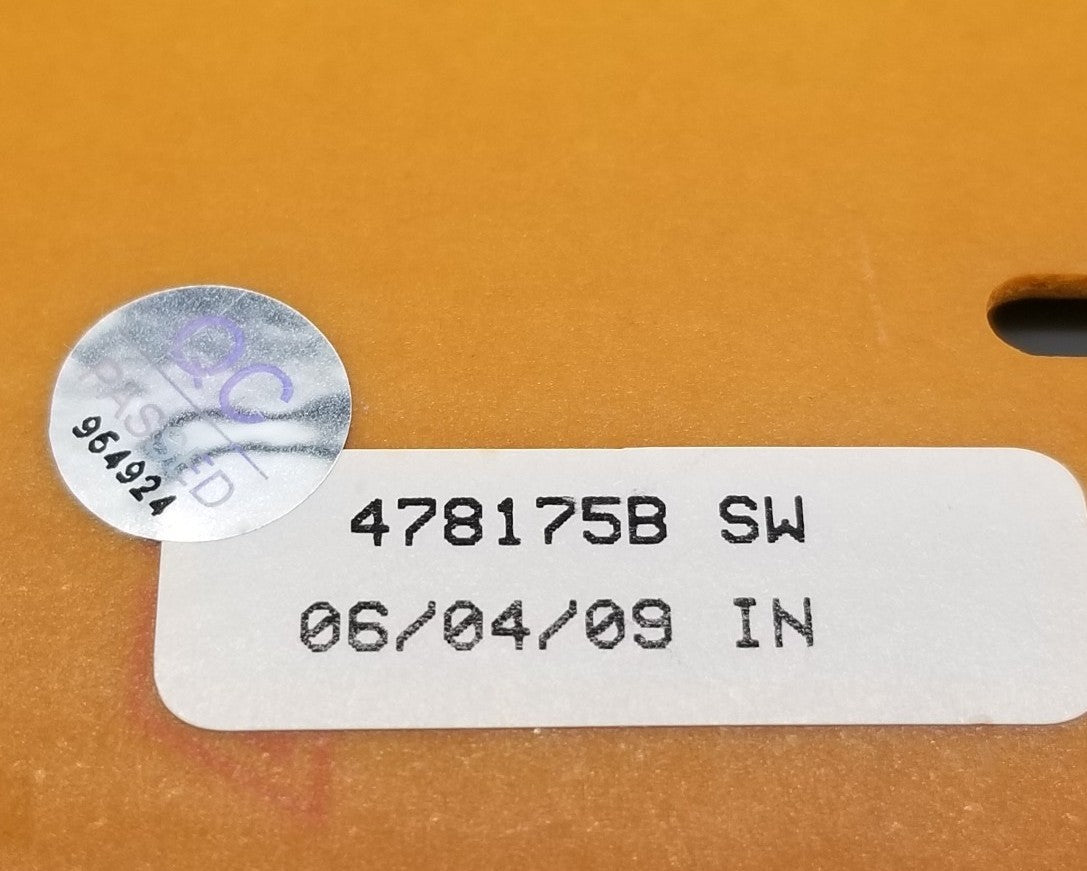 QC
PASSED
964924
478175B SW
06/04/09 IN